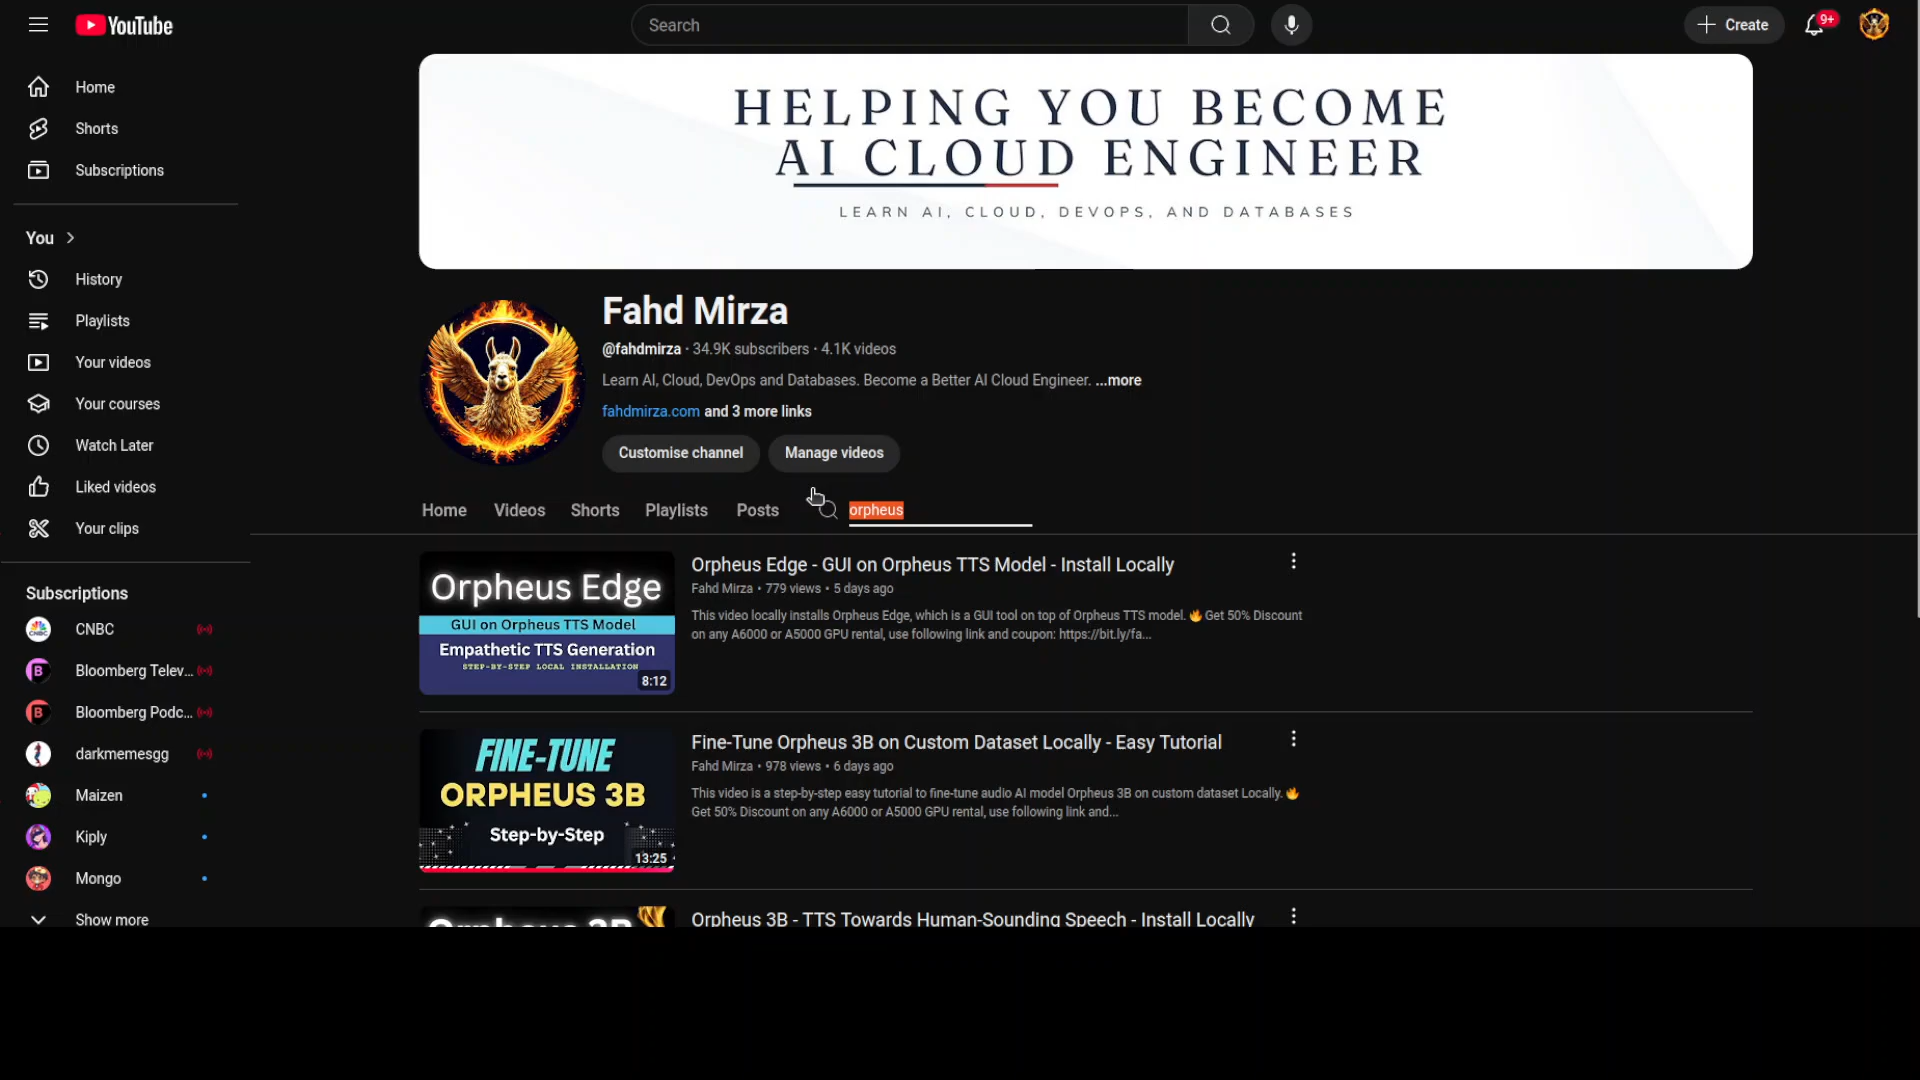 YouTube
Search
Create
9+
Home
Shorts
Subscriptions
You
History
Playlists
Your videos
Your courses
Watch Later
Liked videos
Your clips
Subscriptions
CNBC
Bloomberg Telev...
Bloomberg Podc...
darkmemesgg
Maizen
Kiply
Mongo
Show more
HELPING YOU BECOME
AI CLOUD ENGINEER
LEARN AI, CLOUD, DEVOPS, AND DATABASES
Fahd Mirza
@fahdmirza · 34.9K subscribers · 4.1K videos
Learn AI, Cloud, DevOps and Databases. Become a Better AI Cloud Engineer. ...more
fahdmirza.com and 3 more links
Customise channel
Manage videos
Home
Videos
Shorts
Playlists
Posts
orpheus
Orpheus Edge
GUI on Orpheus TTS Model
Empathetic TTS Generation
STEP-BY-STEP LOCAL INSTALLATION
8:12
Orpheus Edge - GUI on Orpheus TTS Model - Install Locally
Fahd Mirza • 779 views • 5 days ago
This video locally installs Orpheus Edge, which is a GUI tool on top of Orpheus TTS model. 🔥 Get 50% Discount
on any A6000 or A5000 GPU rental, use following link and coupon: https://bit.ly/fa...
FINE-TUNE
ORPHEUS 3B
Step-by-Step
13:25
Fine-Tune Orpheus 3B on Custom Dataset Locally - Easy Tutorial
Fahd Mirza • 978 views • 6 days ago
This video is a step-by-step easy tutorial to fine-tune audio AI model Orpheus 3B on custom dataset Locally. 🔥
Get 50% Discount on any A6000 or A5000 GPU rental, use following link and...
Orpheus 3B
Orpheus 3B - TTS Towards Human-Sounding Speech - Install Locally